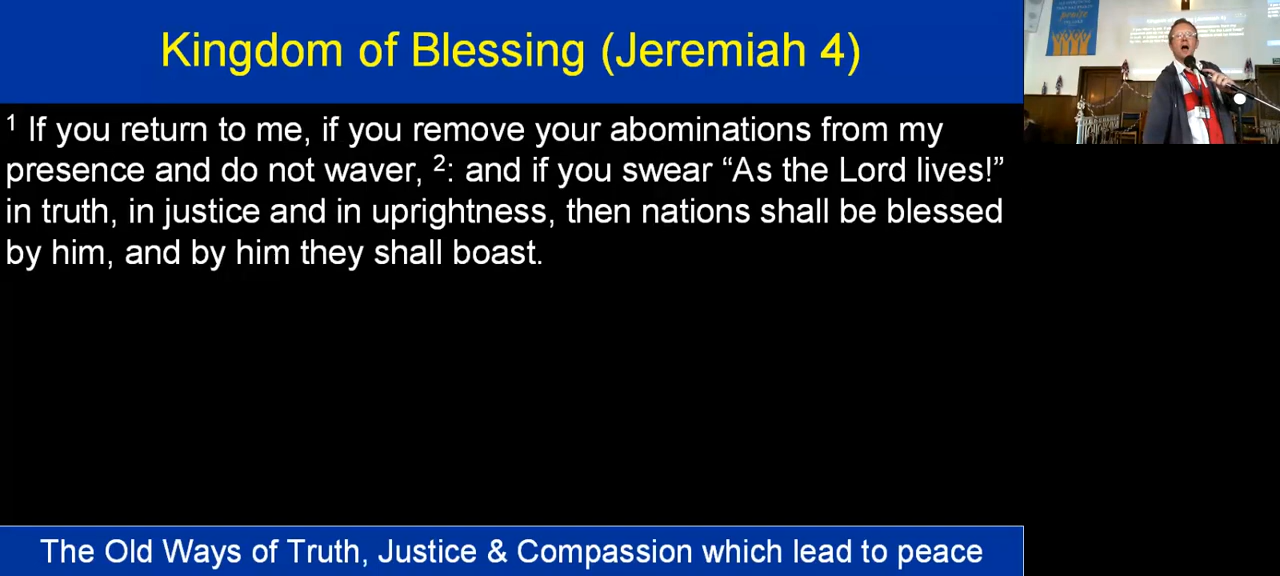 Kingdom of Blessing (Jeremiah 4)
1 If you return to me, if you remove your abominations from my
presence and do not waver, 2: and if you swear “As the Lord lives!”
in truth, in justice and in uprightness, then nations shall be blessed
by him, and by him they shall boast.
The Old Ways of Truth, Justice & Compassion which lead to peace
praise